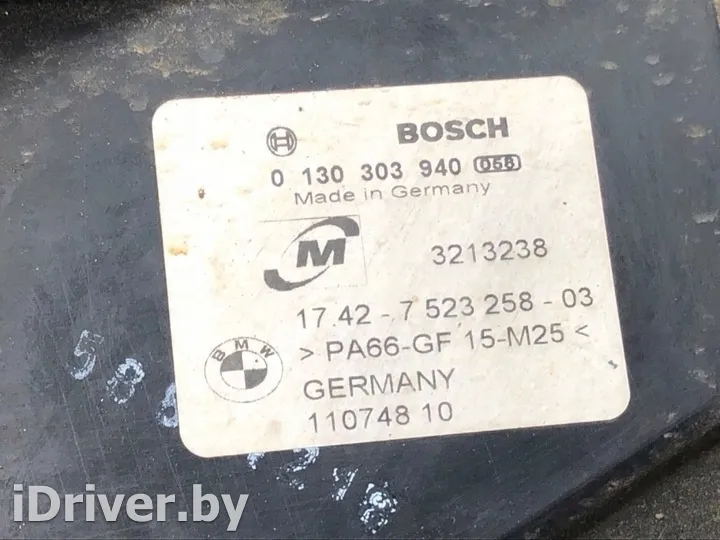 BOSCH
0 130 303 940 058
Made in Germany
M
3213238
17.42 - 7 523 258 - 03
BMW
> PA66-GF 15-M25 <
GERMANY
110748 10
iDriver.by